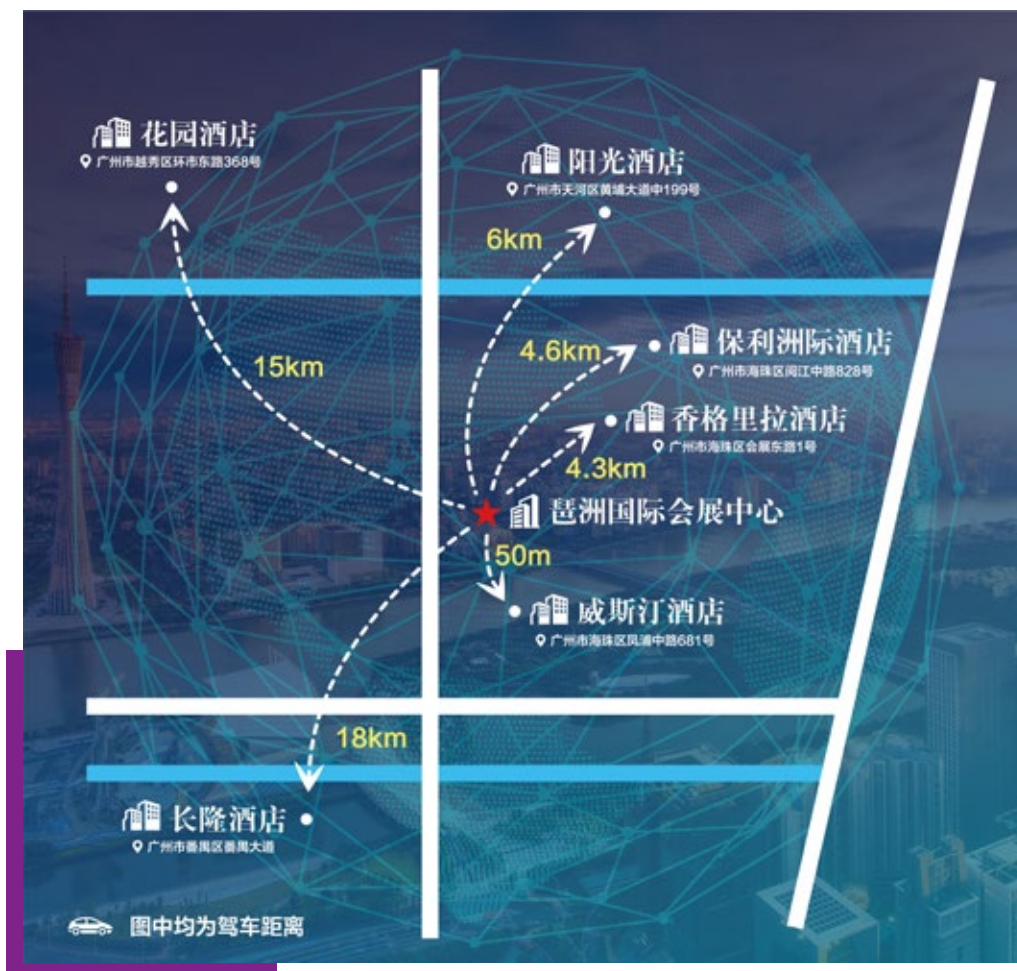 花园酒店
广州市越秀区环市东路368号
阳光酒店
广州市天河区黄埔大道中199号
6km
15km
4.6km
保利洲际酒店
广州市海珠区阅江中路828号
香格里拉酒店
广州市海珠区会展东路1号
4.3km
琶洲国际会展中心
50m
威斯汀酒店
广州市海珠区凤浦中路681号
18km
长隆酒店
广州市番禺区番禺大道
图中均为驾车距离